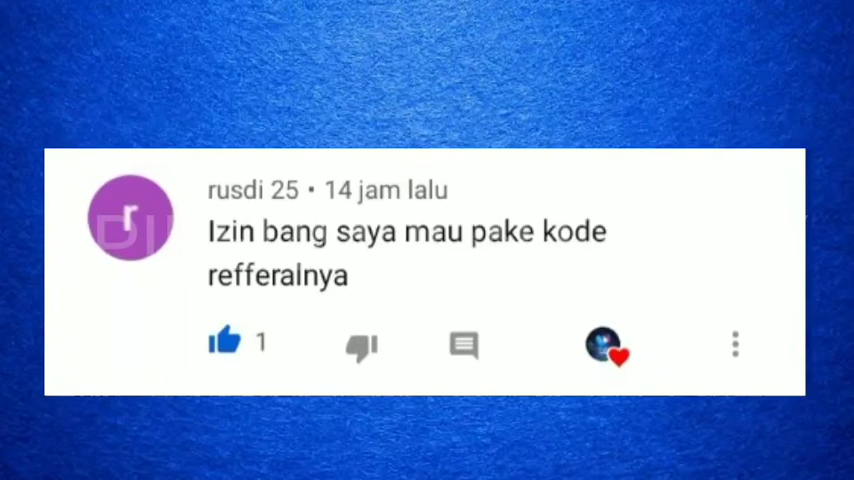 rusdi 25 • 14 jam lalu
Izin bang saya mau pake kode
refferalnya
1